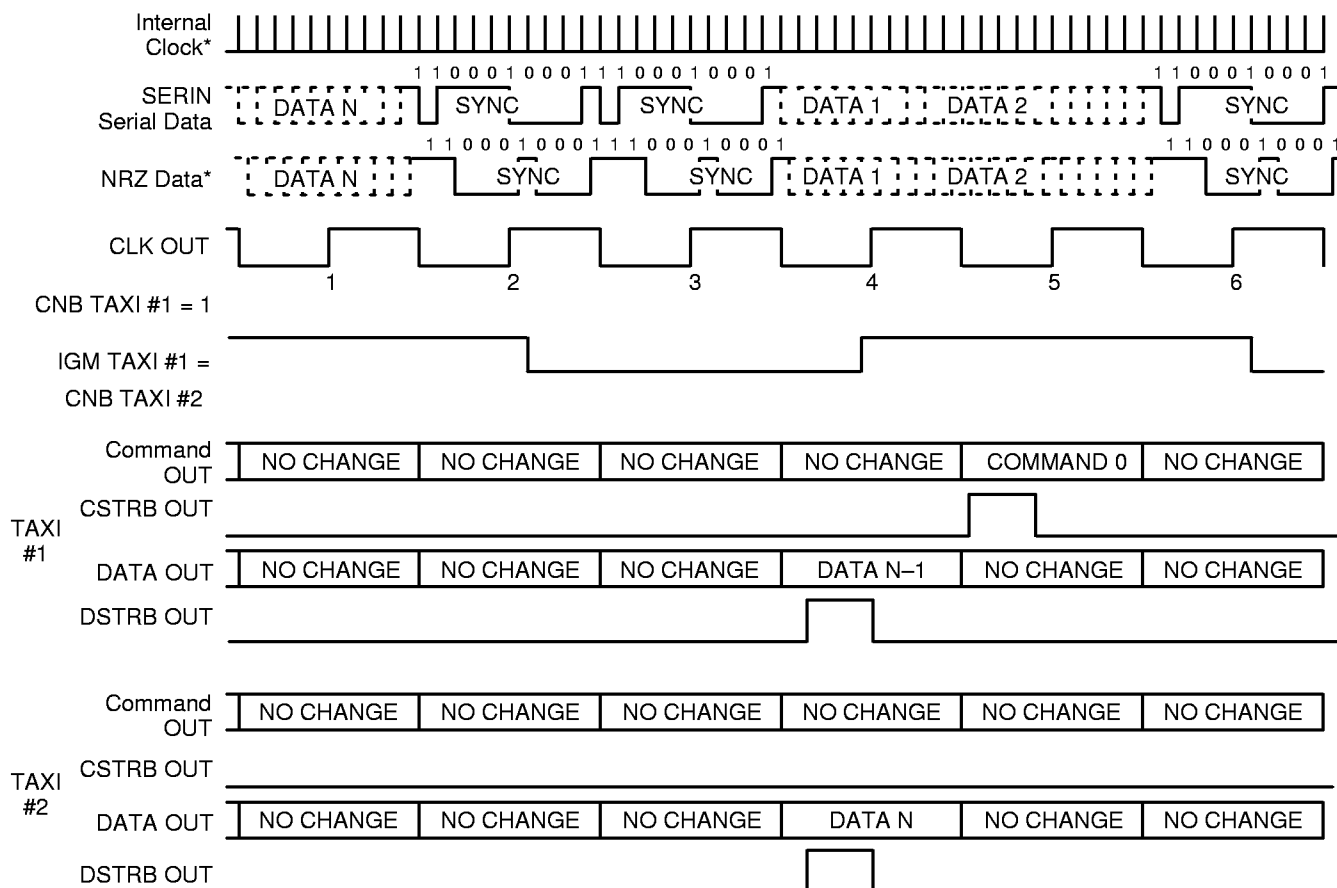 Internal
Clock*
1 1 0 0 0 1 0 0 0 1 1 1 0 0 0 1 0 0 0 1 1 1 0 0 0 1 0 0 0 1
SERIN
Serial Data
DATA N SYNC SYNC DATA 1 DATA 2 SYNC
1 1 0 0 0 1 0 0 0 1 1 1 0 0 0 1 0 0 0 1 1 1 0 0 0 1 0 0 0 1
NRZ Data* DATA N SYNC SYNC DATA 1 DATA 2 SYNC
CLK OUT
1 2 3 4 5 6
CNB TAXI #1 = 1
IGM TAXI #1 =
CNB TAXI #2
Command
OUT
NO CHANGE NO CHANGE NO CHANGE NO CHANGE COMMAND 0 NO CHANGE
CSTRB OUT
TAXI
#1
DATA OUT NO CHANGE NO CHANGE NO CHANGE DATA N–1 NO CHANGE NO CHANGE
DSTRB OUT
Command
OUT
NO CHANGE NO CHANGE NO CHANGE NO CHANGE NO CHANGE NO CHANGE
CSTRB OUT
TAXI
#2
DATA OUT NO CHANGE NO CHANGE NO CHANGE DATA N NO CHANGE NO CHANGE
DSTRB OUT